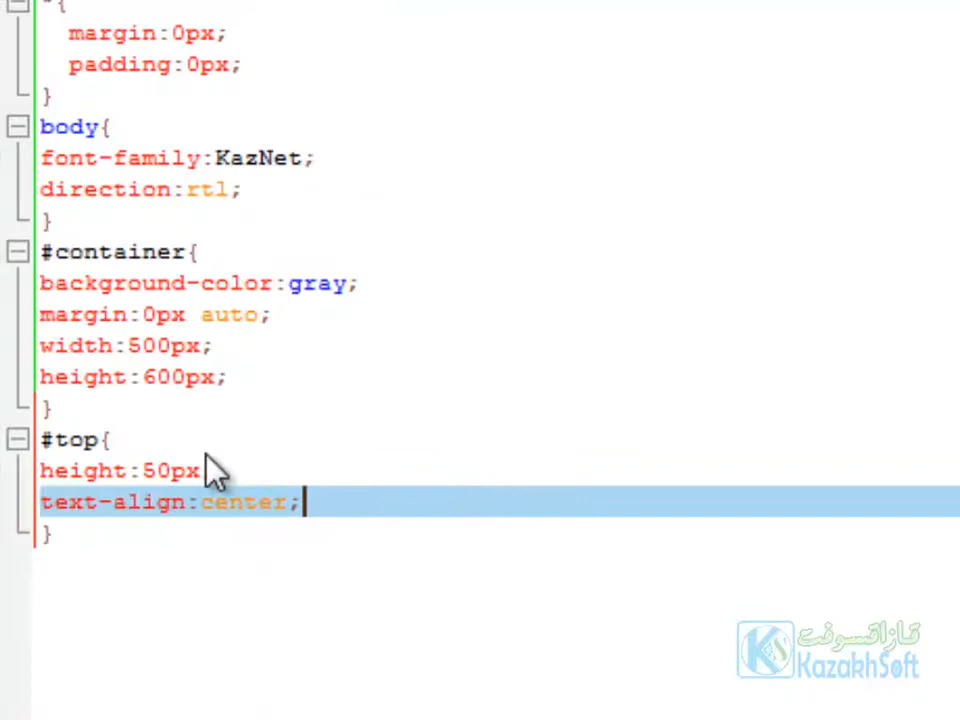 *{
margin:0px;
padding:0px;
}
body{
font-family:KazNet;
direction:rtl;
}
#container{
background-color:gray;
margin:0px auto;
width:500px;
height:600px;
}
#top{
height:50px
text-align:center;
}
قازاقسوفت
KazakhSoft